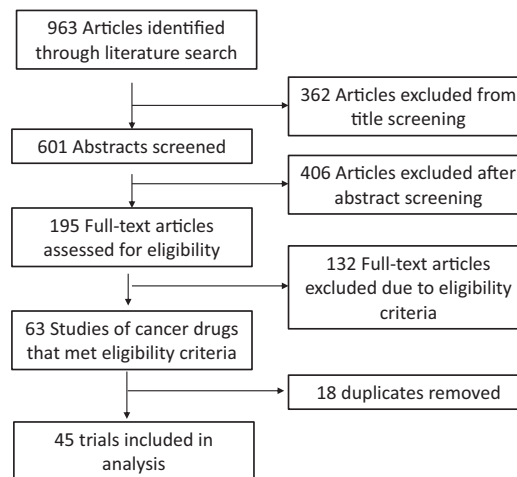 963 Articles identified
through literature search
362 Articles excluded from
title screening
601 Abstracts screened
406 Articles excluded after
abstract screening
195 Full-text articles
assessed for eligibility
132 Full-text articles
excluded due to eligibility
criteria
63 Studies of cancer drugs
that met eligibility criteria
18 duplicates removed
45 trials included in
analysis